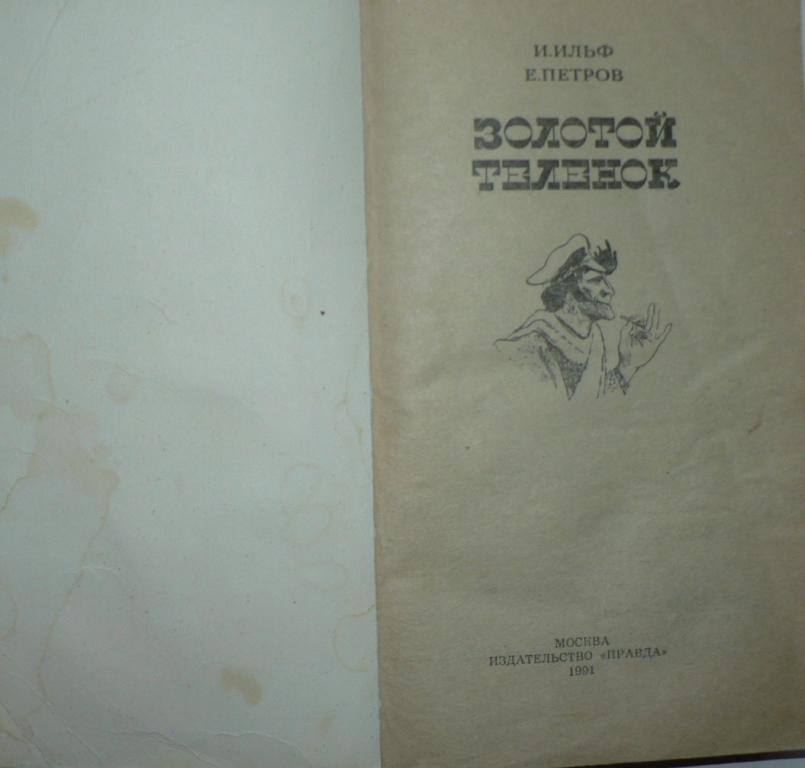 И.ИЛЬФ
Е.ПЕТРОВ
ЗОЛОТОЙ
ТЕЛЕНОК
МОСКВА
ИЗДАТЕЛЬСТВО «ПРАВДА»
1991